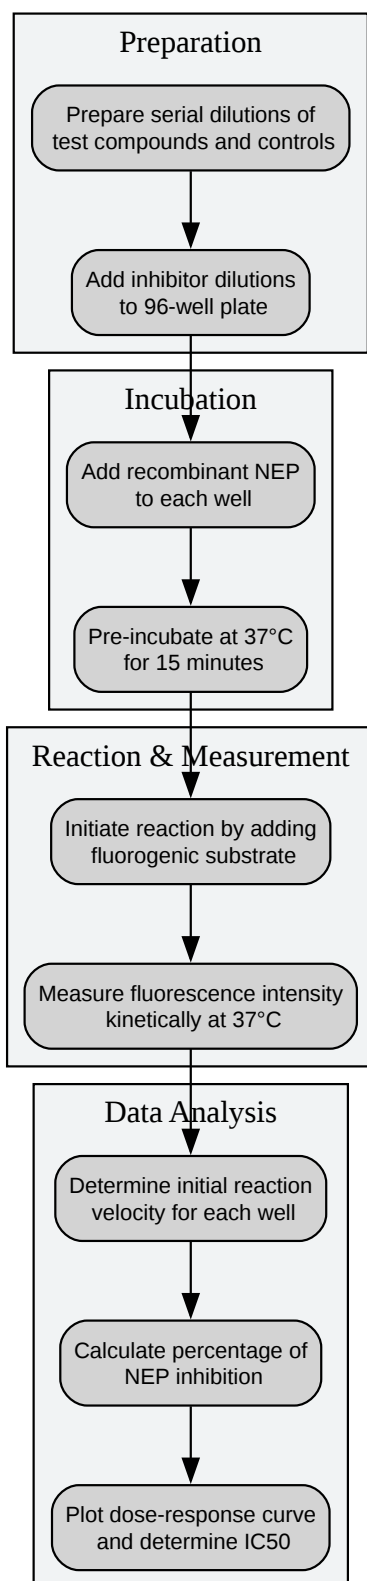 Preparation
Prepare serial dilutions of
test compounds and controls
Add inhibitor dilutions
to 96-well plate
Incubation
Add recombinant NEP
to each well
Pre-incubate at 37°C
for 15 minutes
Reaction & Measurement
Initiate reaction by adding
fluorogenic substrate
Measure fluorescence intensity
kinetically at 37°C
Data Analysis
Determine initial reaction
velocity for each well
Calculate percentage of
NEP inhibition
Plot dose-response curve
and determine IC50